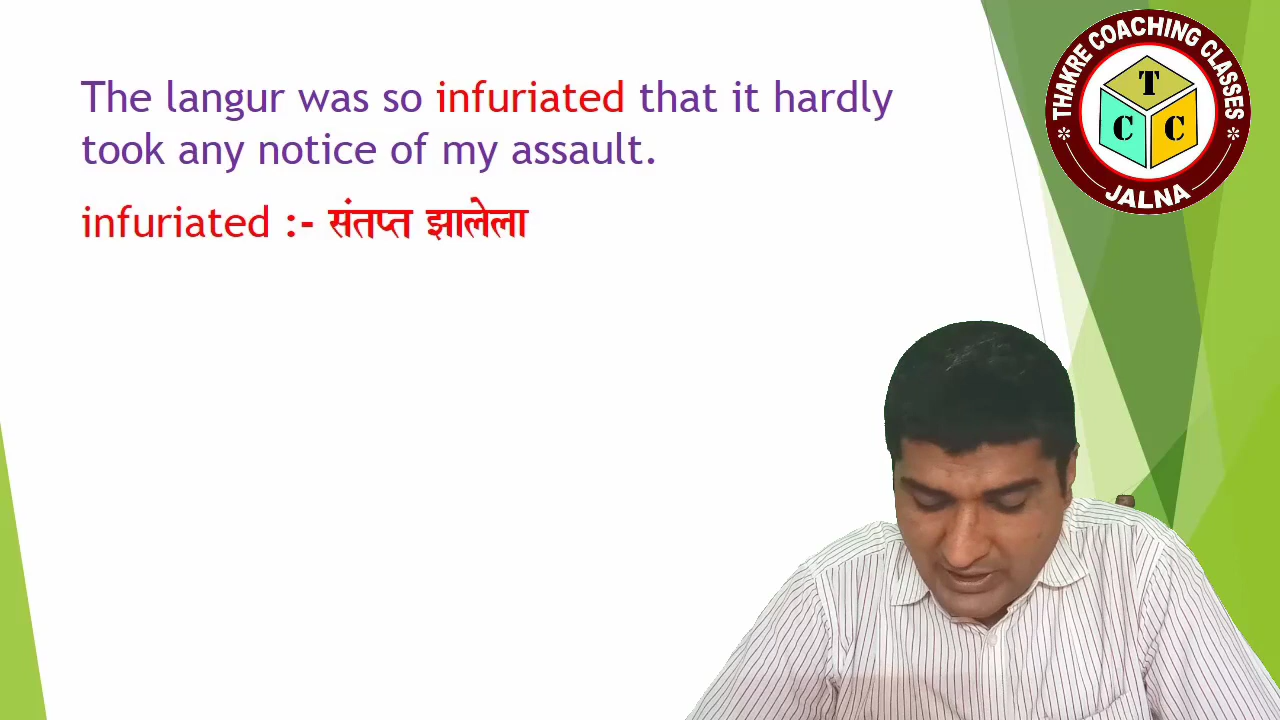 The langur was so infuriated that it hardly
took any notice of my assault.
infuriated :- संतप्त झालेला
THAKRE COACHING CLASSES
T
C C
JALNA